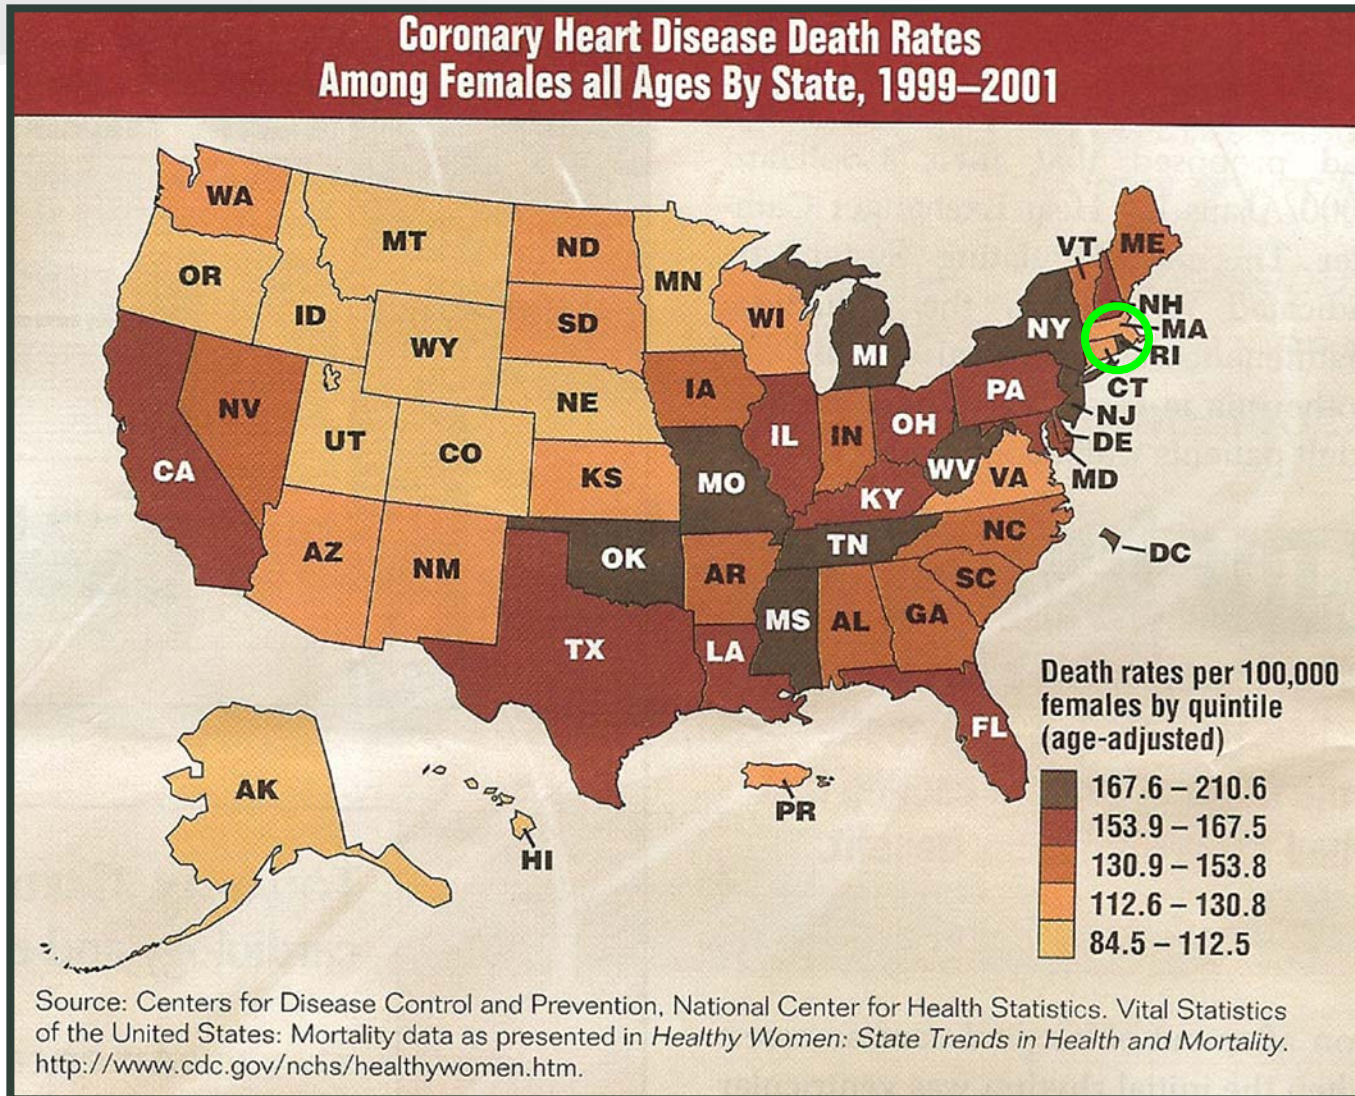 Coronary Heart Disease Death Rates
Among Females all Ages By State, 1999–2001
WA
MT
ND
MN
VT
ME
OR
ID
WY
SD
WI
MI
NY
NH
MA
RI
CT
NJ
DE
MD
NV
UT
CO
NE
IA
IL
IN
OH
PA
CA
KS
MO
KY
WV
VA
AZ
NM
OK
AR
TN
NC
DC
SC
TX
LA
MS
AL
GA
FL
AK
HI
PR
Death rates per 100,000
females by quintile
(age-adjusted)
167.6 – 210.6
153.9 – 167.5
130.9 – 153.8
112.6 – 130.8
84.5 – 112.5
Source: Centers for Disease Control and Prevention, National Center for Health Statistics. Vital Statistics
of the United States: Mortality data as presented in Healthy Women: State Trends in Health and Mortality.
http://www.cdc.gov/nchs/healthywomen.htm.